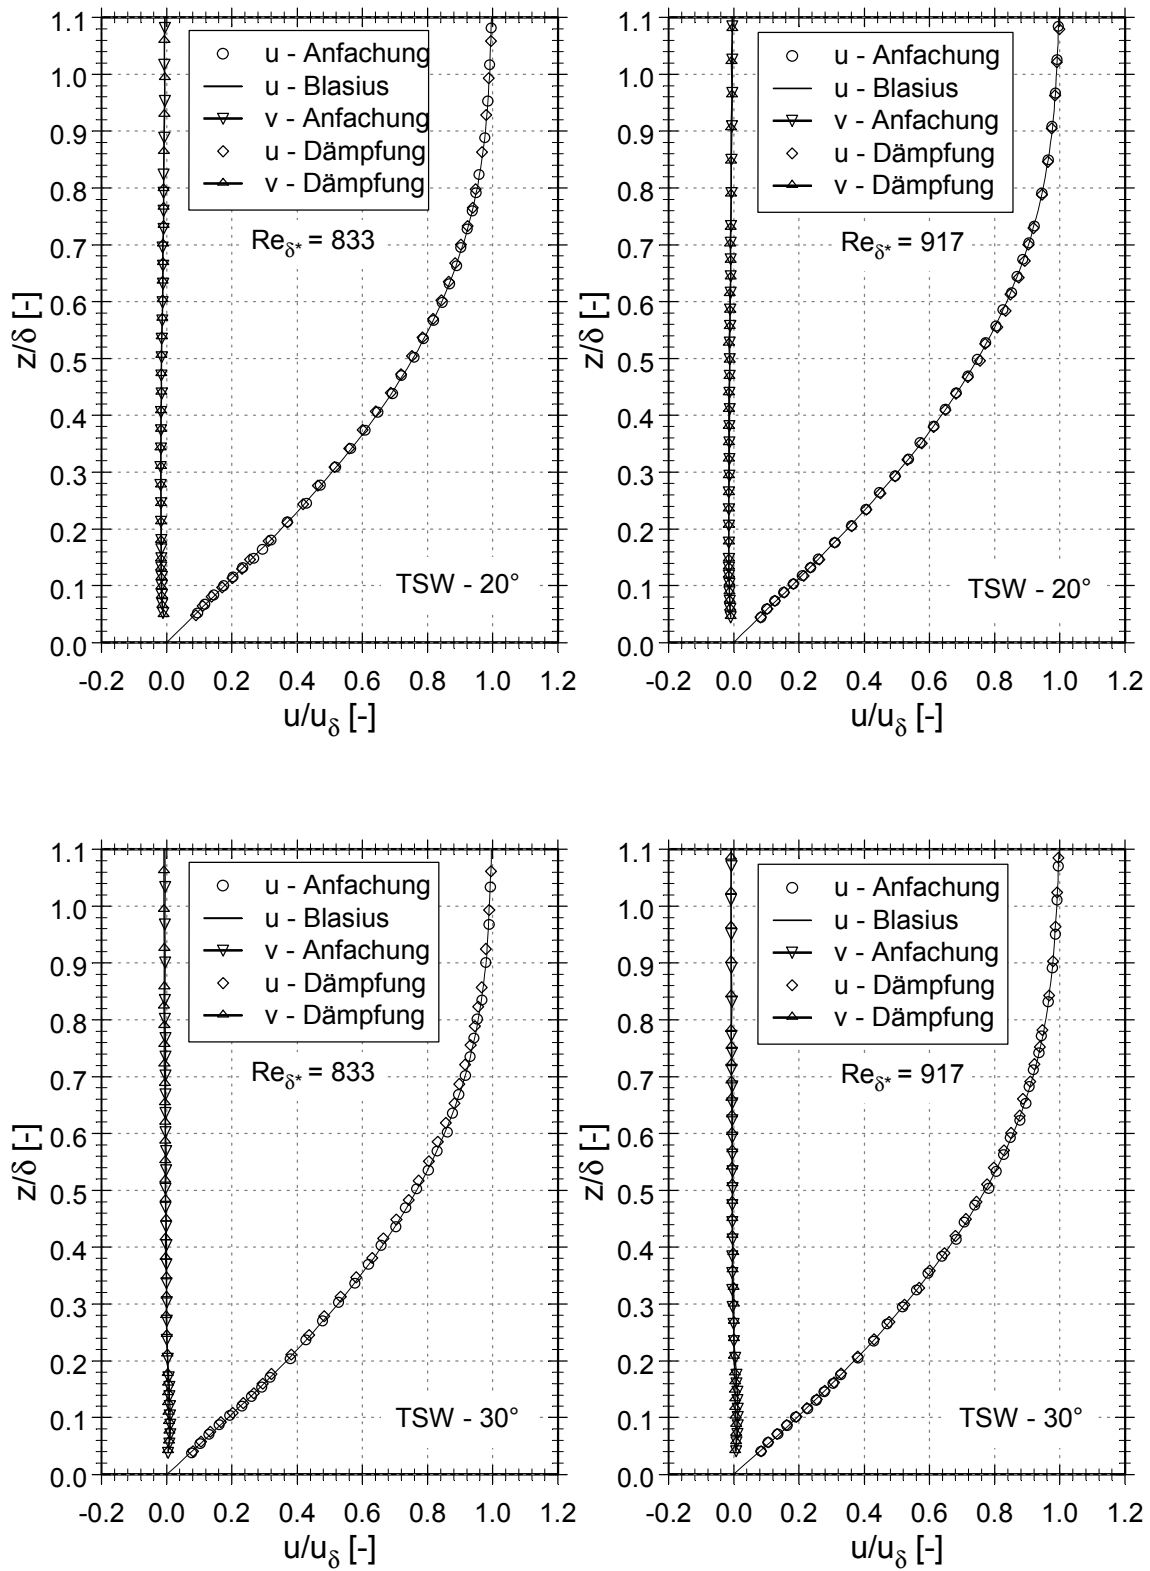 1.1
1.0
0.9
0.8
0.7
0.6
0.5
0.4
0.3
0.2
0.1
0.0
z/δ [-]
u - Anfachung
u - Blasius
v - Anfachung
u - Dämpfung
v - Dämpfung
Reδ* = 833
TSW - 20°
-0.2 0.0 0.2 0.4 0.6 0.8 1.0 1.2
u/uδ [-]
1.1
1.0
0.9
0.8
0.7
0.6
0.5
0.4
0.3
0.2
0.1
0.0
z/δ [-]
u - Anfachung
u - Blasius
v - Anfachung
u - Dämpfung
v - Dämpfung
Reδ* = 917
TSW - 20°
-0.2 0.0 0.2 0.4 0.6 0.8 1.0 1.2
u/uδ [-]
1.1
1.0
0.9
0.8
0.7
0.6
0.5
0.4
0.3
0.2
0.1
0.0
z/δ [-]
u - Anfachung
u - Blasius
v - Anfachung
u - Dämpfung
v - Dämpfung
Reδ* = 833
TSW - 30°
-0.2 0.0 0.2 0.4 0.6 0.8 1.0 1.2
u/uδ [-]
1.1
1.0
0.9
0.8
0.7
0.6
0.5
0.4
0.3
0.2
0.1
0.0
z/δ [-]
u - Anfachung
u - Blasius
v - Anfachung
u - Dämpfung
v - Dämpfung
Reδ* = 917
TSW - 30°
-0.2 0.0 0.2 0.4 0.6 0.8 1.0 1.2
u/uδ [-]